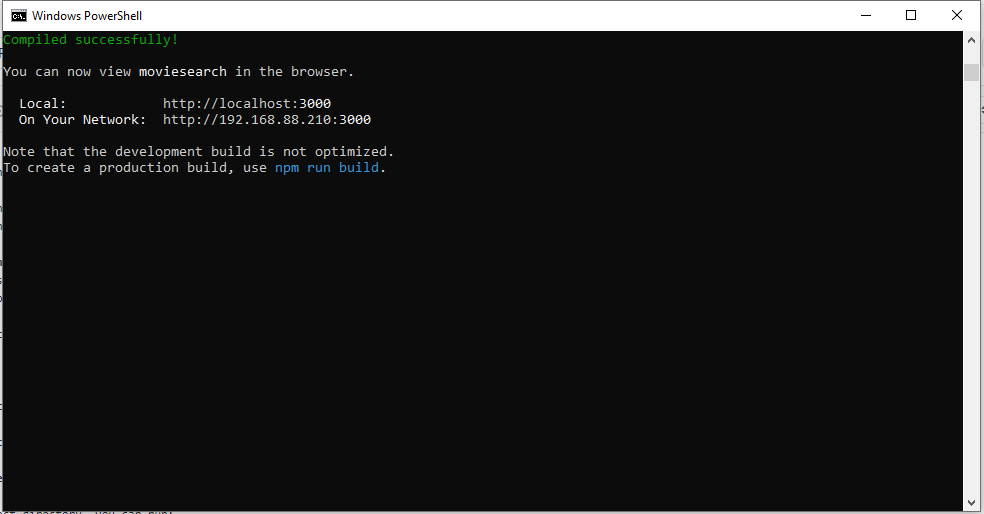 Windows PowerShell
Compiled successfully!
You can now view moviesearch in the browser.
Local: http://localhost:3000
On Your Network: http://192.168.88.210:3000
Note that the development build is not optimized.
To create a production build, use npm run build.